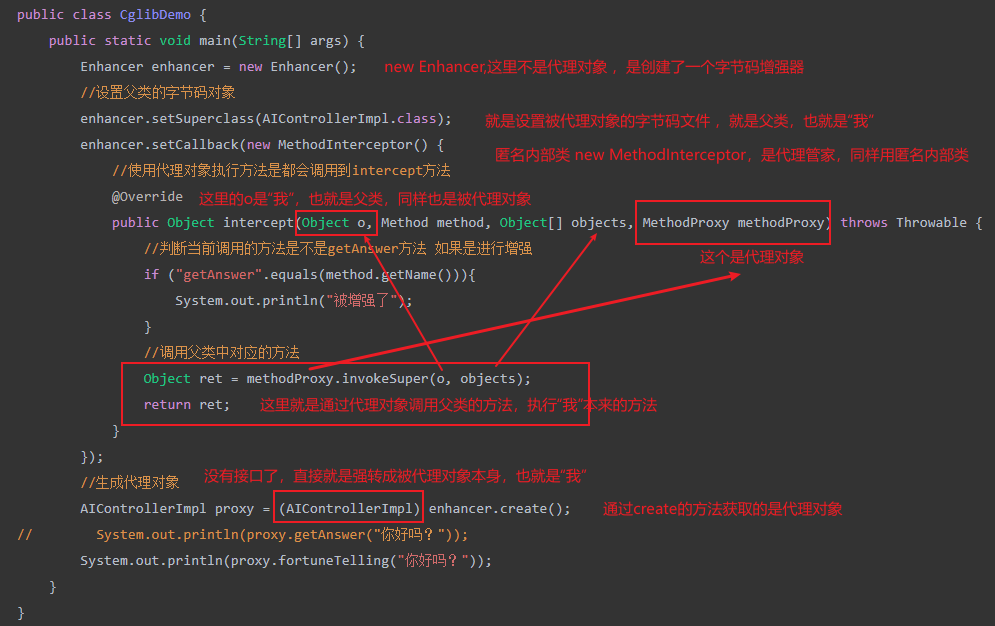 public class CglibDemo {
public static void main(String[] args) {
Enhancer enhancer = new Enhancer(); new Enhancer,这里不是代理对象 ，是创建了一个字节码增强器
//设置父类的字节码对象
enhancer.setSuperclass(AIControllerImpl.class); 就是设置被代理对象的字节码文件 ，就是父类，也就是“我”
enhancer.setCallback(new MethodInterceptor() { 匿名内部类 new MethodInterceptor，是代理管家，同样用匿名内部类
//使用代理对象执行方法是都会调用到intercept方法
@Override 这里的o是“我”，也就是父类，同样也是被代理对象
public Object intercept(Object o, Method method, Object[] objects, MethodProxy methodProxy) throws Throwable {
//判断当前调用的方法是不是getAnswer方法 如果是进行增强 这个是代理对象
if ("getAnswer".equals(method.getName())){
System.out.println("被增强了");
}
//调用父类中对应的方法
Object ret = methodProxy.invokeSuper(o, objects);
return ret; 这里就是通过代理对象调用父类的方法，执行“我”本来的方法
}
});
//生成代理对象 没有接口了，直接就是强转成被代理对象本身，也就是“我”
AIControllerImpl proxy = (AIControllerImpl) enhancer.create(); 通过create的方法获取的是代理对象
// System.out.println(proxy.getAnswer("你好吗？"));
System.out.println(proxy.fortuneTelling("你好吗？"));
}
}